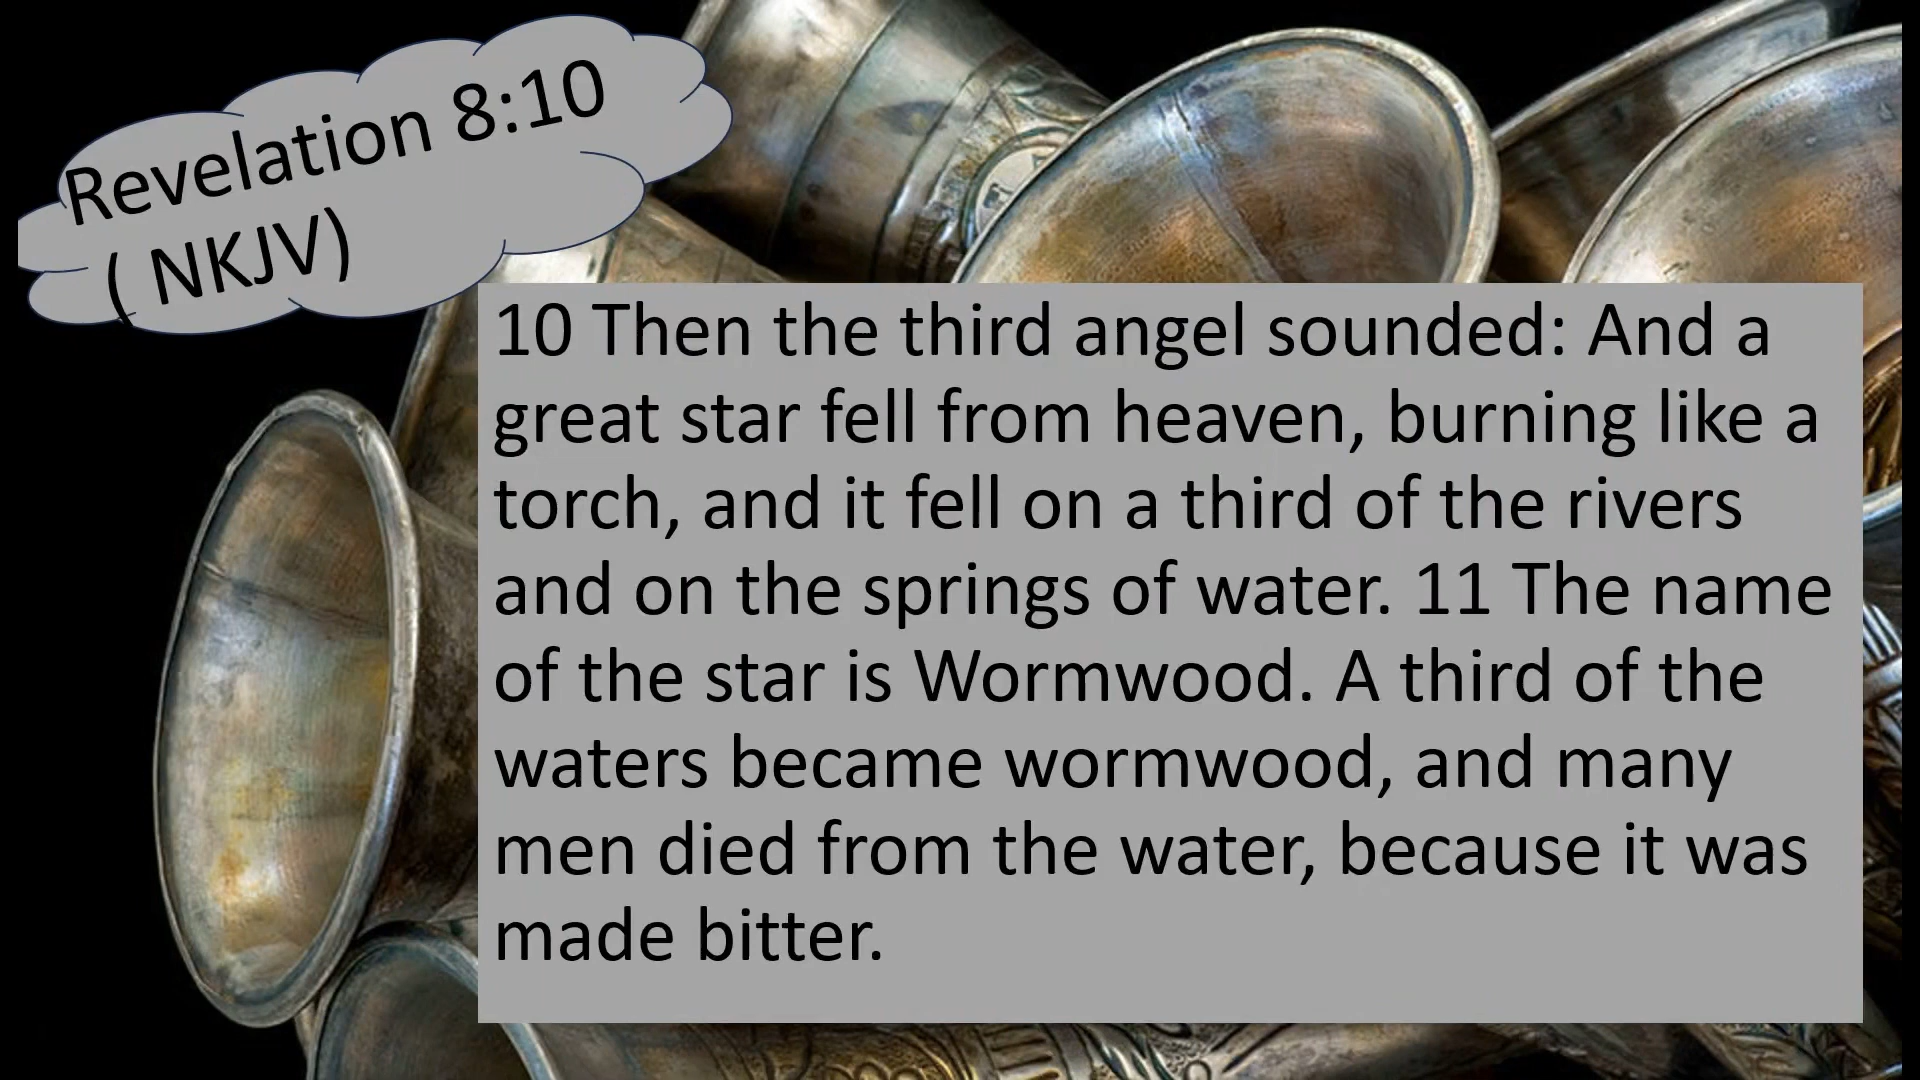 Revelation 8:10
( NKJV)
10 Then the third angel sounded: And a
great star fell from heaven, burning like a
torch, and it fell on a third of the rivers
and on the springs of water. 11 The name
of the star is Wormwood. A third of the
waters became wormwood, and many
men died from the water, because it was
made bitter.